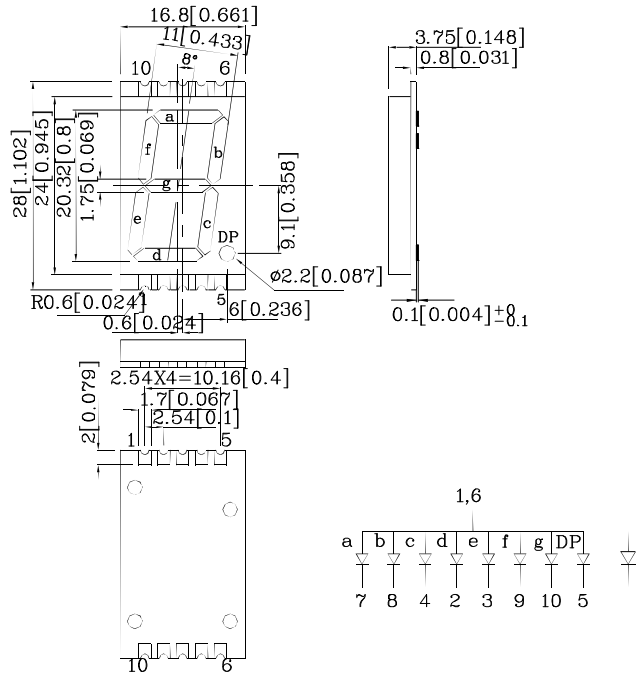 16.8[0.661]
11[0.433]
8°
10
6
28[1.102]
24[0.945]
20.32[0.8]
1.75[0.069]
a
f
b
g
e
c
d
DP
9.1[0.358]
ø2.2[0.087]
R0.6[0.024]
5
6[0.236]
0.6[0.024]
3.75[0.148]
0.8[0.031]
0.1[0.004]+0 -0.1
2.54X4=10.16[0.4]
1.7[0.067]
2.54[0.1]
2[0.079]
1
5
10
6
1,6
a b c d e f g DP
7 8 4 2 3 9 10 5